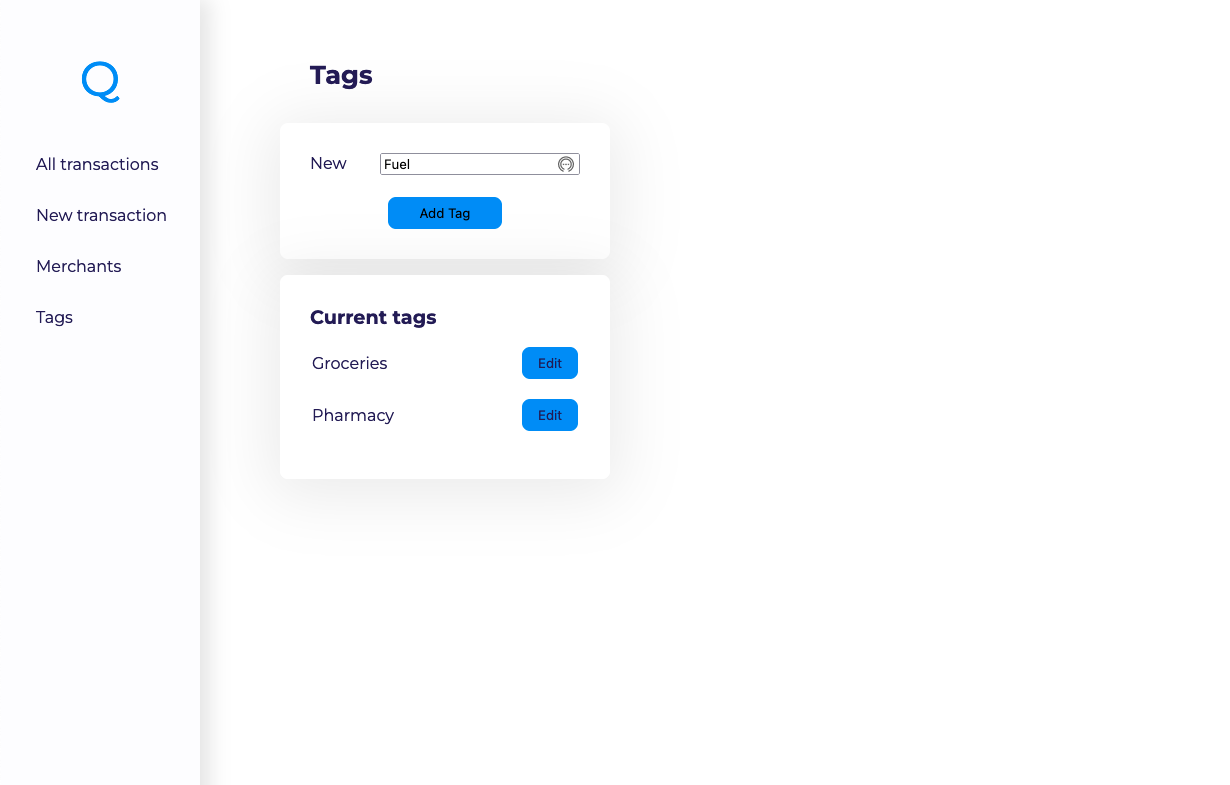 Q
All transactions
New transaction
Merchants
Tags
Tags
New
Fuel
Add Tag
Current tags
Groceries
Edit
Pharmacy
Edit